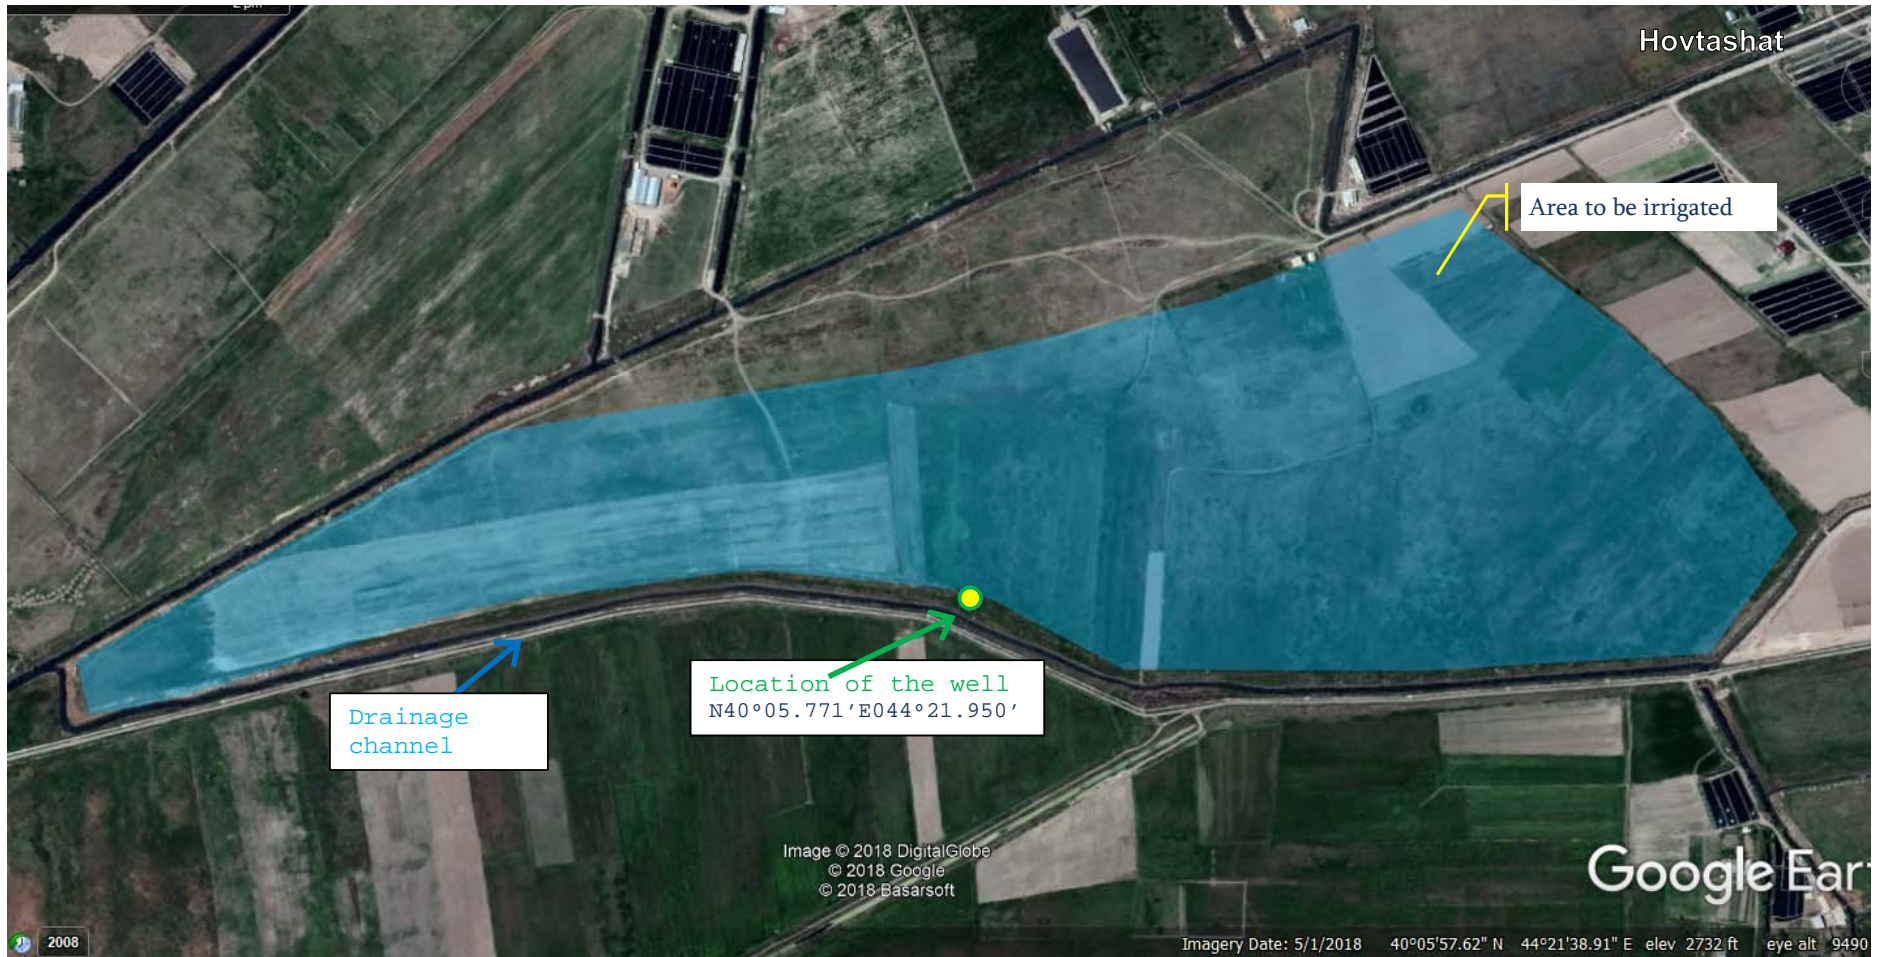 Hovtashat
Area to be irrigated
Location of the well
N40°05.771′E044°21.950′
Drainage
channel
Image © 2018 DigitalGlobe
© 2018 Google
© 2018 Basarsoft
Google Ear
2008
Imagery Date: 5/1/2018 40°05'57.62" N 44°21'38.91" E elev 2732 ft eye alt 9490